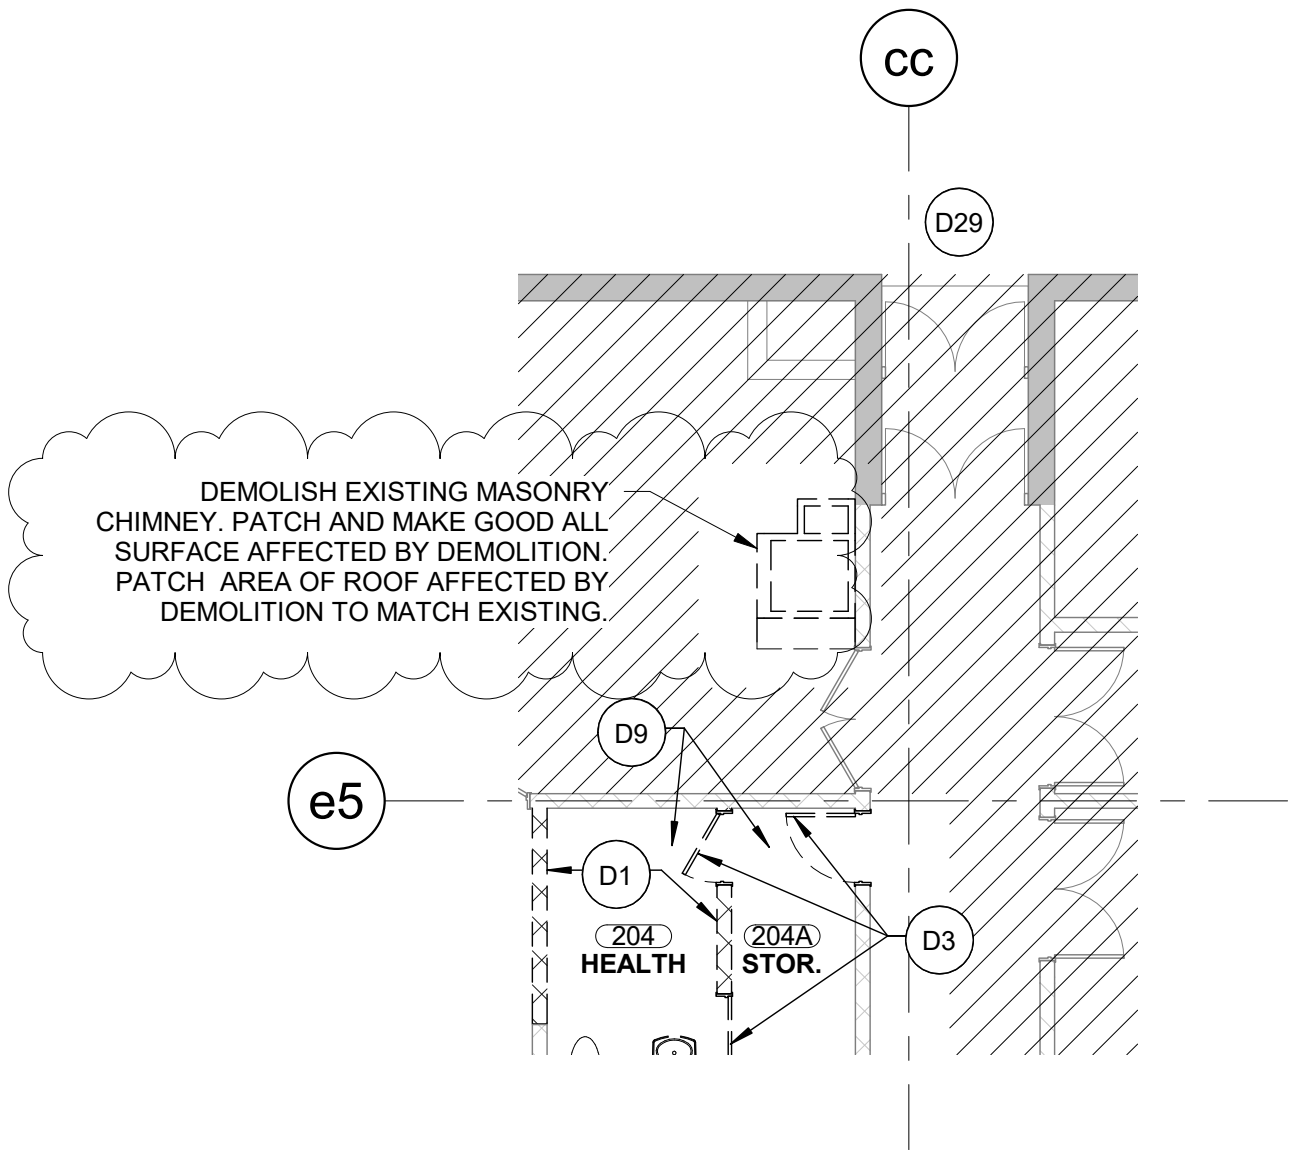 CC
D29
DEMOLISH EXISTING MASONRY
CHIMNEY. PATCH AND MAKE GOOD ALL
SURFACE AFFECTED BY DEMOLITION.
PATCH  AREA OF ROOF AFFECTED BY
DEMOLITION TO MATCH EXISTING.
D9
e5
D1
204
HEALTH
204A
STOR.
D3